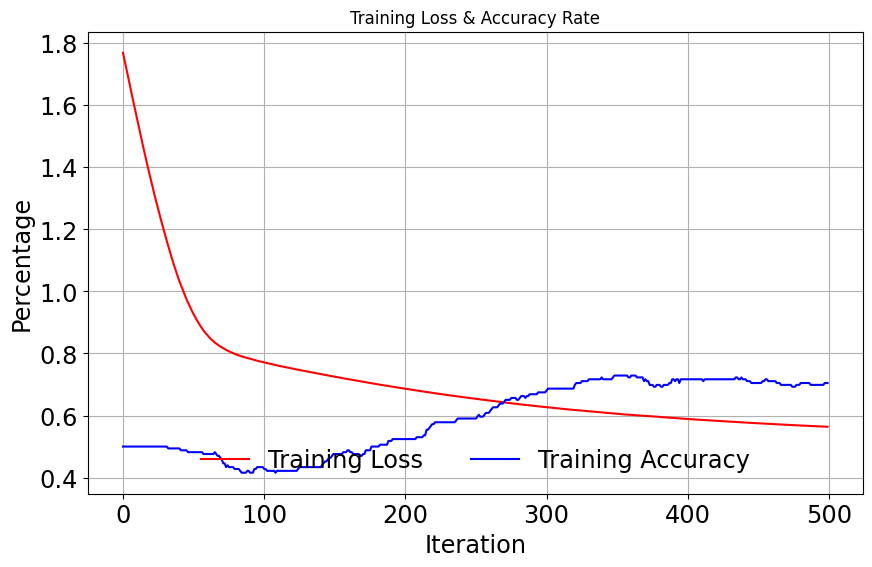 Training Loss & Accuracy Rate
Percentage
1.8
1.6
1.4
1.2
1.0
0.8
0.6
0.4
Training Loss Training Accuracy
0 100 200 300 400 500
Iteration